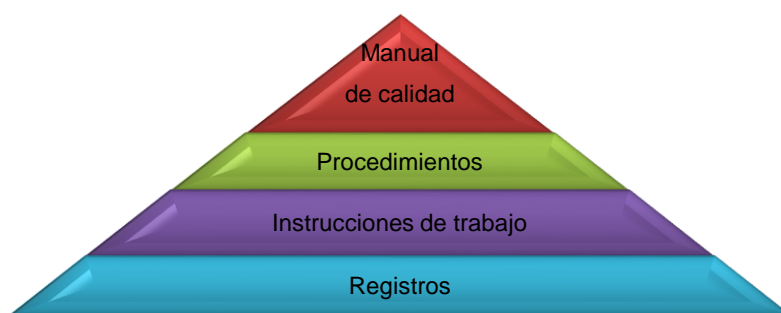 Manual
de calidad
Procedimientos
Instrucciones de trabajo
Registros